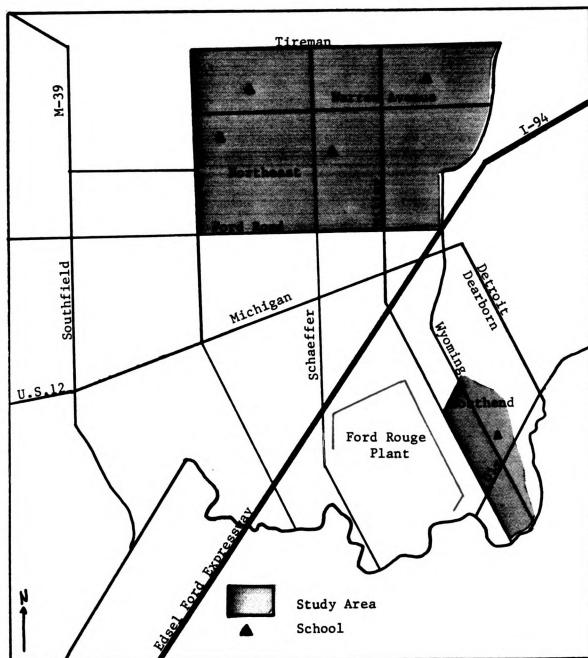 Tireman
M-39
Warren Avenue
I-94
Northeast
Ford Road
Southfield
Michigan
Schaeffer
Wyoming
Detroit
Dearborn
U.S.12
Southend
Ford Rouge
Plant
Edsel Ford Expressway
N
Study Area
School